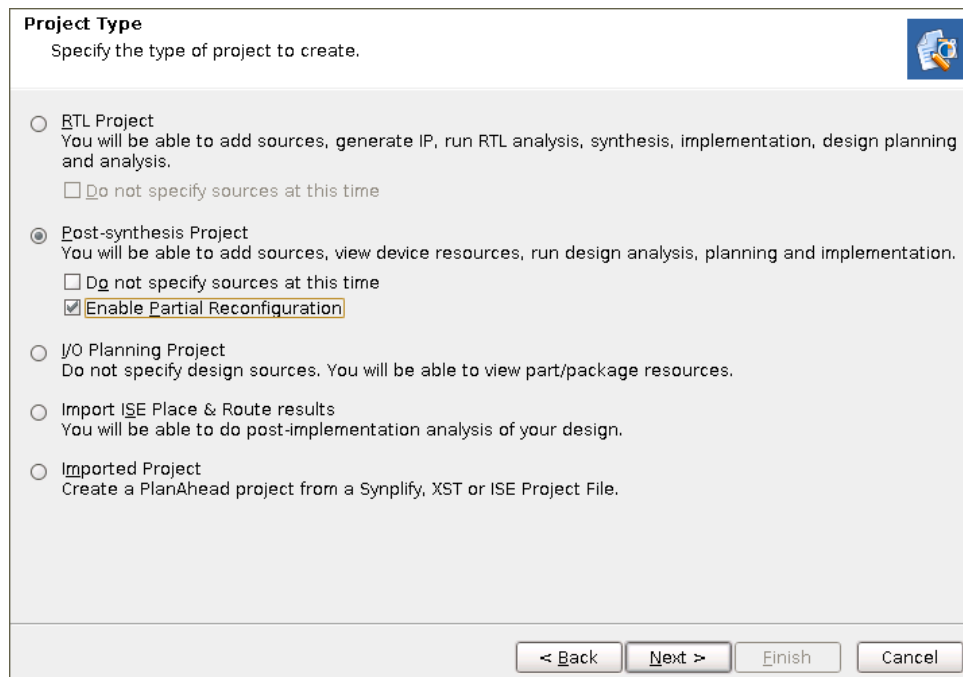 Project Type
Specify the type of project to create.
RTL Project
You will be able to add sources, generate IP, run RTL analysis, synthesis, implementation, design planning
and analysis.
Do not specify sources at this time
Post-synthesis Project
You will be able to add sources, view device resources, run design analysis, planning and implementation.
Do not specify sources at this time
Enable Partial Reconfiguration
I/O Planning Project
Do not specify design sources. You will be able to view part/package resources.
Import ISE Place & Route results
You will be able to do post-implementation analysis of your design.
Imported Project
Create a PlanAhead project from a Synplify, XST or ISE Project File.
< Back Next > Finish Cancel